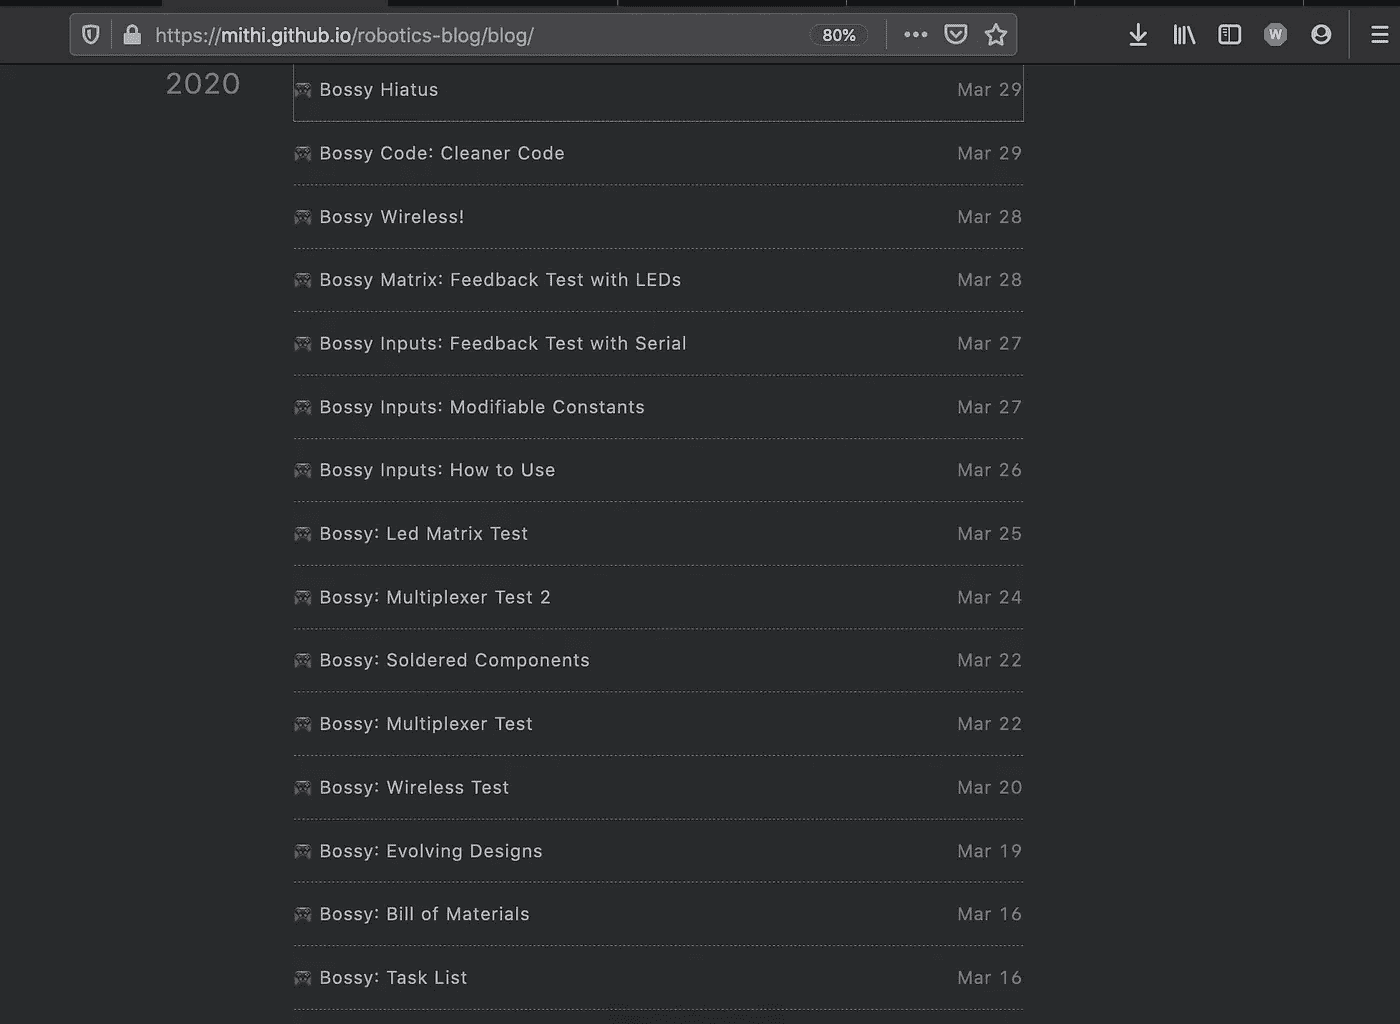 https://mithi.github.io/robotics-blog/blog/ 80% W
2020
Bossy Hiatus Mar 29
Bossy Code: Cleaner Code Mar 29
Bossy Wireless! Mar 28
Bossy Matrix: Feedback Test with LEDs Mar 28
Bossy Inputs: Feedback Test with Serial Mar 27
Bossy Inputs: Modifiable Constants Mar 27
Bossy Inputs: How to Use Mar 26
Bossy: Led Matrix Test Mar 25
Bossy: Multiplexer Test 2 Mar 24
Bossy: Soldered Components Mar 22
Bossy: Multiplexer Test Mar 22
Bossy: Wireless Test Mar 20
Bossy: Evolving Designs Mar 19
Bossy: Bill of Materials Mar 16
Bossy: Task List Mar 16